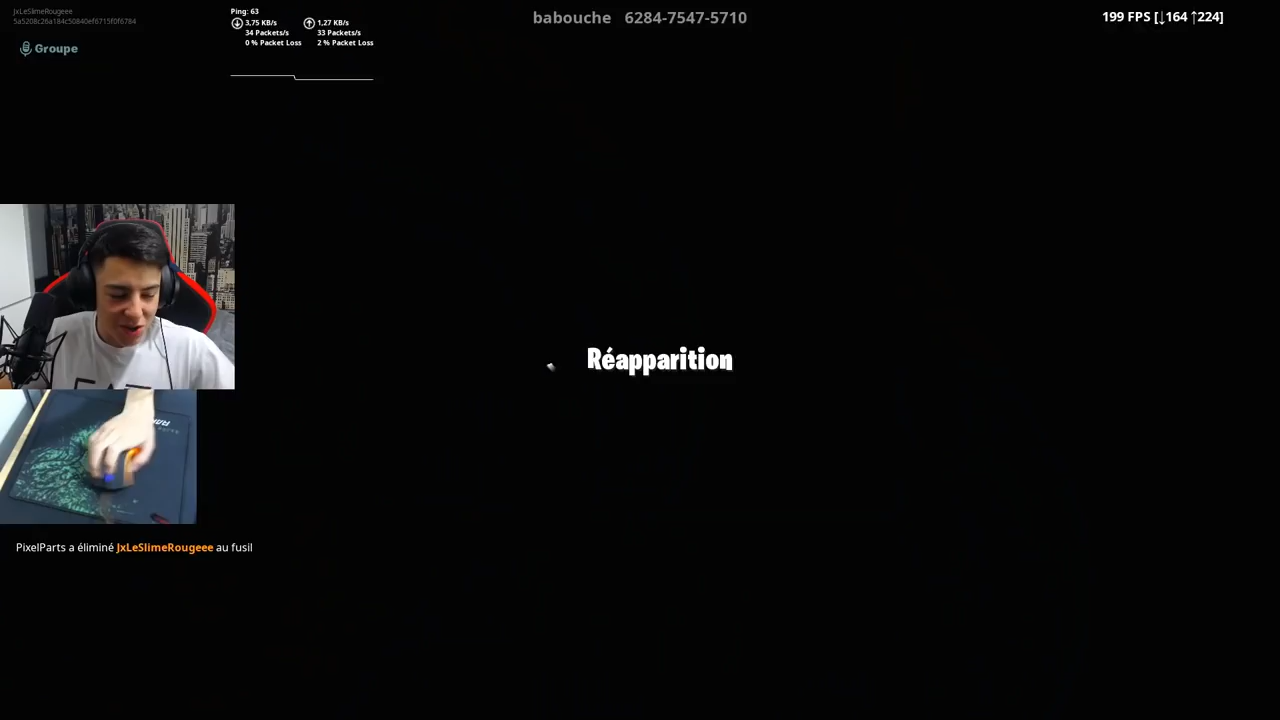 JxLeSlimeRougeee
5a5208c26a184c50840ef6715f0f6784
Groupe
Ping: 63
3,75 KB/s 1,27 KB/s
34 Packets/s 33 Packets/s
0 % Packet Loss 2 % Packet Loss
babouche 6284-7547-5710
199 FPS [↓164 ↑224]
Réapparition
PixelParts a éliminé JxLeSlimeRougeee au fusil